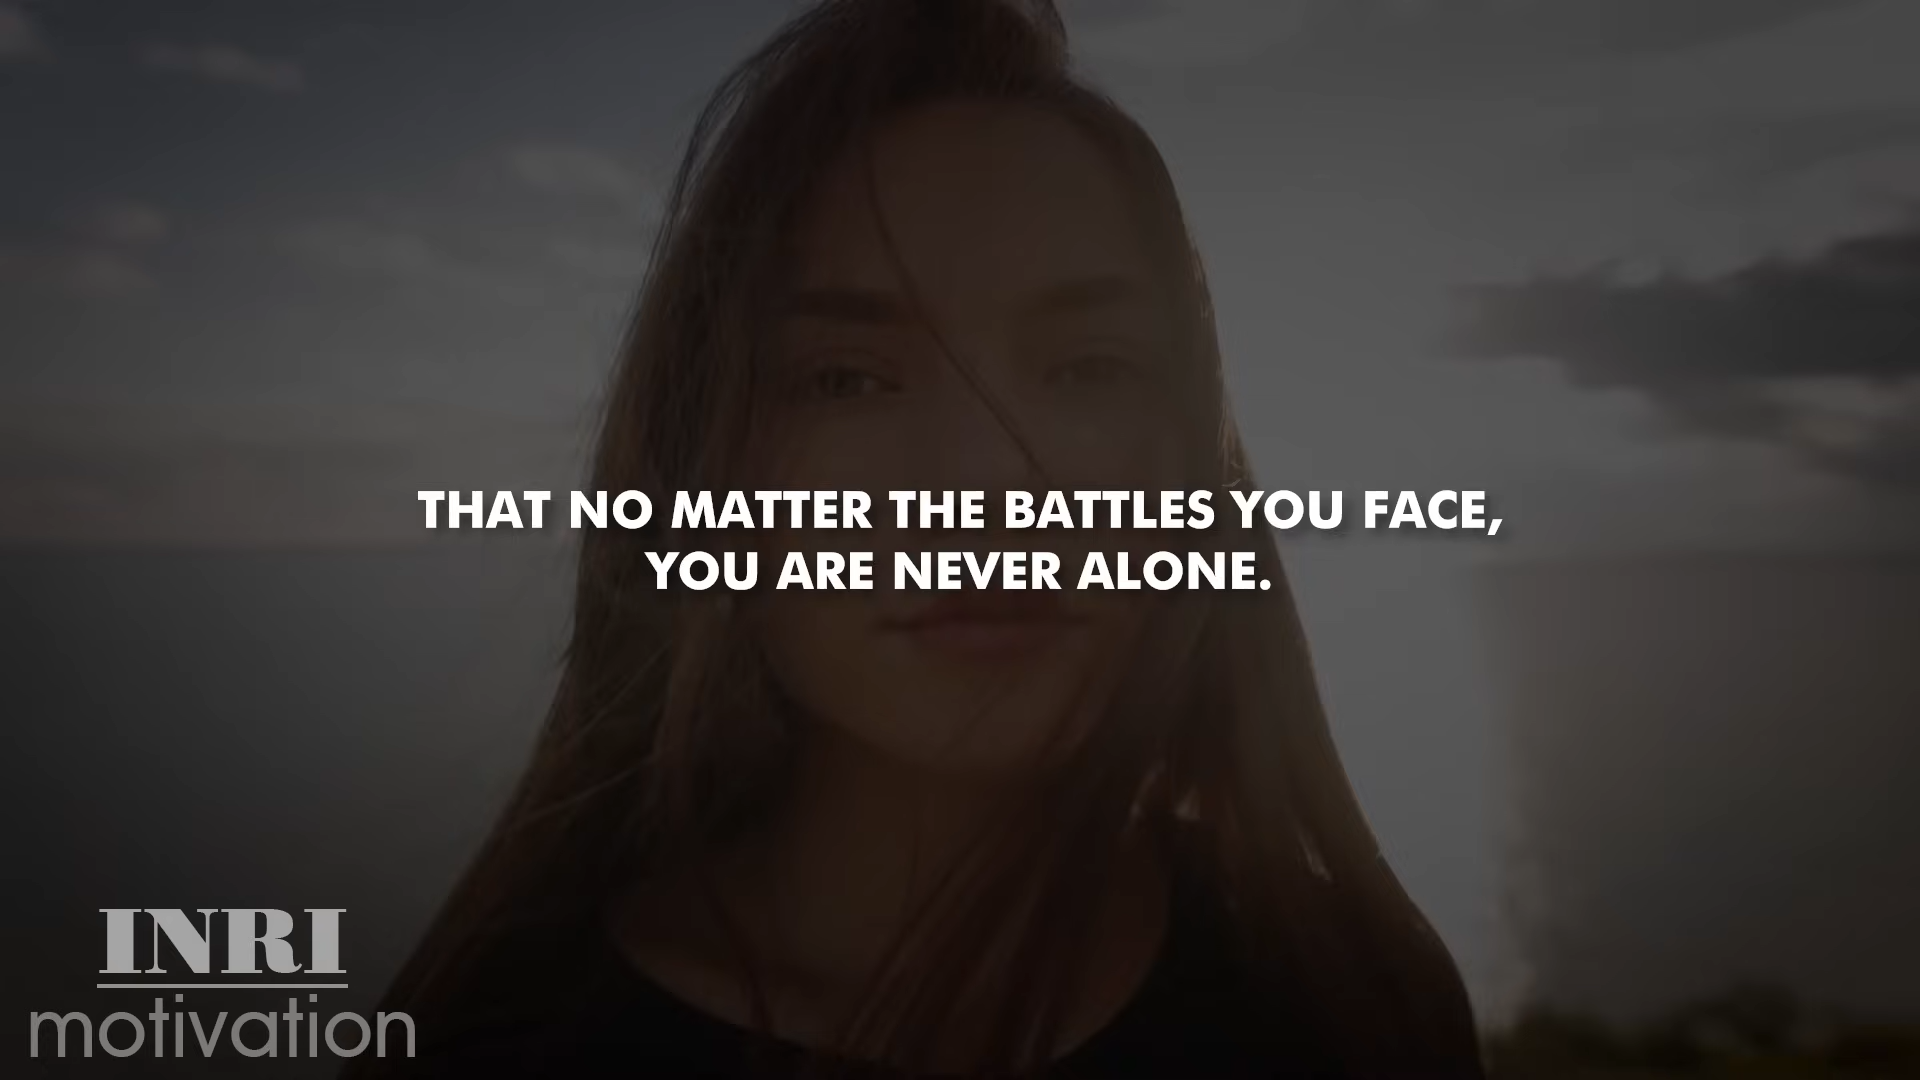 THAT NO MATTER THE BATTLES YOU FACE,
YOU ARE NEVER ALONE.
INRI
motivation